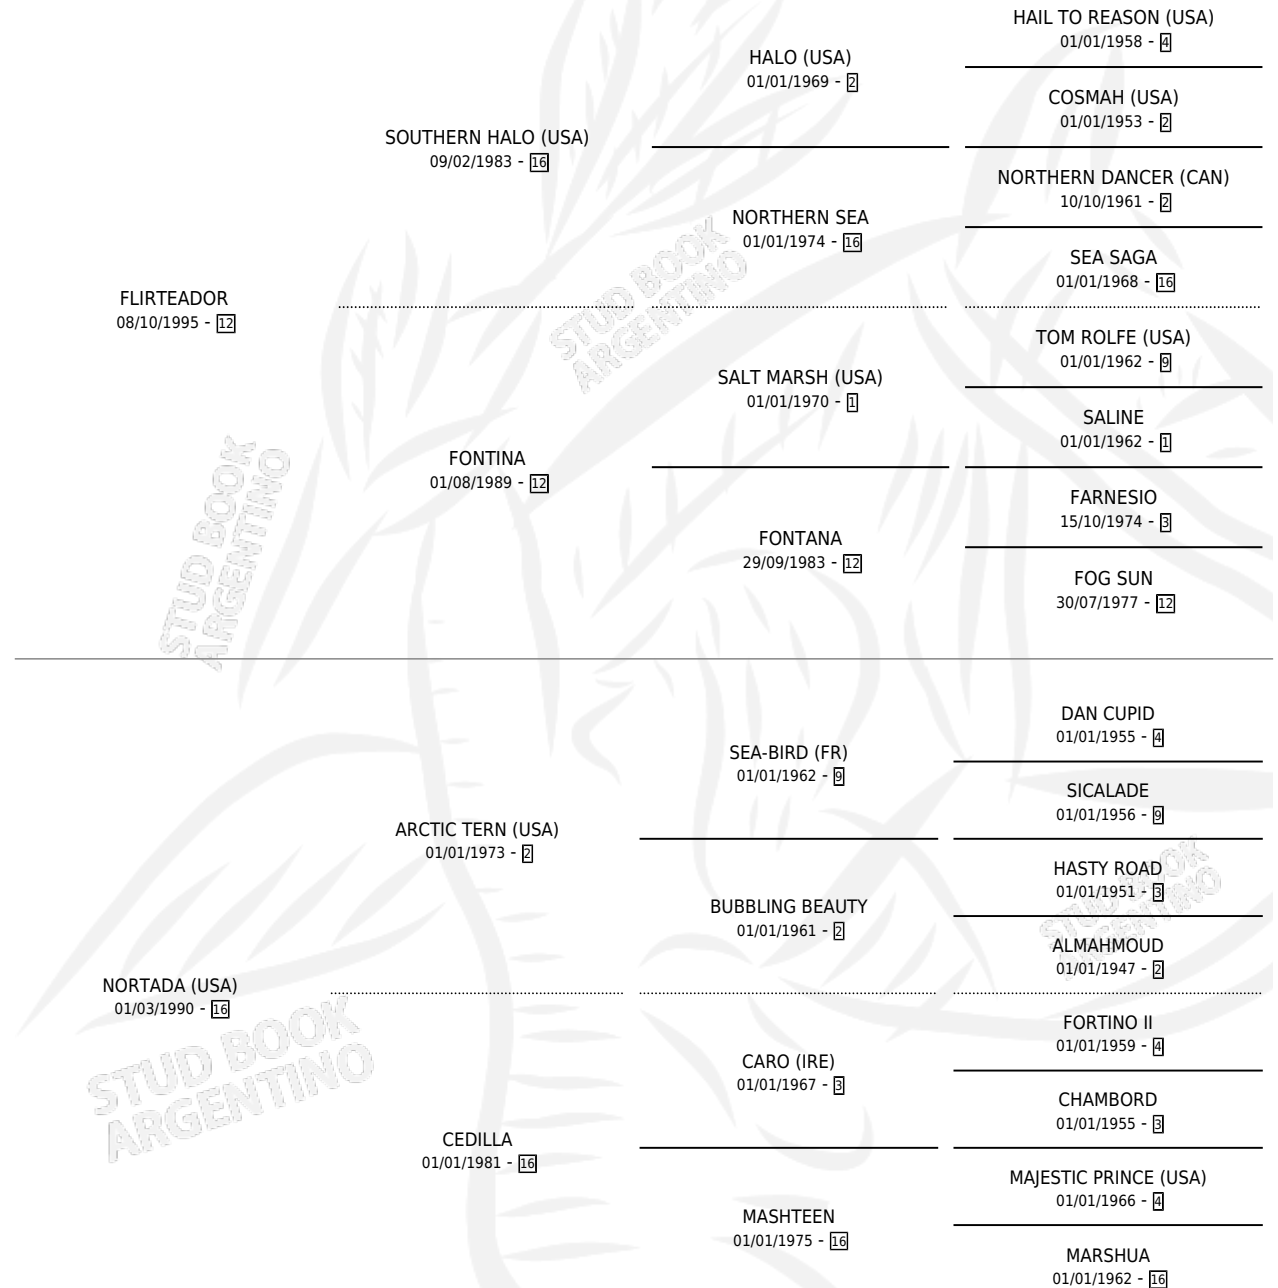 HAIL TO REASON (USA)
01/01/1958 - 4
HALO (USA)
01/01/1969 - 2
COSMAH (USA)
01/01/1953 - 2
SOUTHERN HALO (USA)
09/02/1983 - 16
NORTHERN DANCER (CAN)
10/10/1961 - 2
NORTHERN SEA
01/01/1974 - 16
SEA SAGA
01/01/1968 - 16
FLIRTEADOR
08/10/1995 - 12
TOM ROLFE (USA)
01/01/1962 - 9
SALT MARSH (USA)
01/01/1970 - 1
SALINE
01/01/1962 - 1
FONTINA
01/08/1989 - 12
FARNESIO
15/10/1974 - 3
FONTANA
29/09/1983 - 12
FOG SUN
30/07/1977 - 12
STUD BOOK
ARGENTINO
STUD BOOK
ARGENTINO
DAN CUPID
01/01/1955 - 4
SEA-BIRD (FR)
01/01/1962 - 9
SICALADE
01/01/1956 - 9
ARCTIC TERN (USA)
01/01/1973 - 2
HASTY ROAD
01/01/1951 - 3
BUBBLING BEAUTY
01/01/1961 - 2
ALMAHMOUD
01/01/1947 - 2
STUD BOOK
ARGENTINO
NORTADA (USA)
01/03/1990 - 16
FORTINO II
01/01/1959 - 4
CARO (IRE)
01/01/1967 - 3
CHAMBORD
01/01/1955 - 3
STUD BOOK
ARGENTINO
CEDILLA
01/01/1981 - 16
MAJESTIC PRINCE (USA)
01/01/1966 - 4
MASHTEEN
01/01/1975 - 16
MARSHUA
01/01/1962 - 16